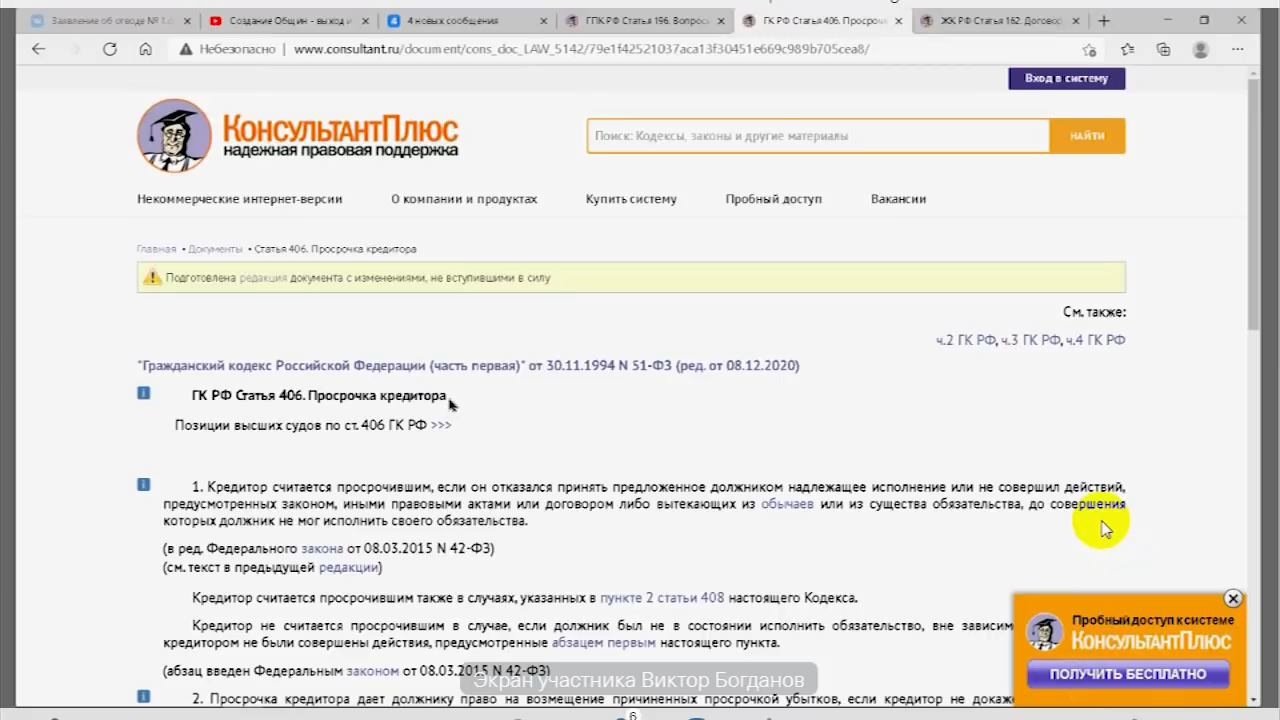 Заявление об отводе № 1.d
Создание Общин - выход и
4 новых сообщения
ГПК РФ Статья 196. Вопрос
ГК РФ Статья 406. Просроч
ЖК РФ Статья 162. Договор
Небезопасно | www.consultant.ru/document/cons_doc_LAW_5142/79e1f42521037aca13f30451e669c989b705cea8/
Вход в систему
КонсультантПлюс
надежная правовая поддержка
Поиск: Кодексы, законы и другие материалы
НАЙТИ
Некоммерческие интернет-версии О компании и продуктах Купить систему Пробный доступ Вакансии
Главная • Документы • Статья 406. Просрочка кредитора
Подготовлена редакция документа с изменениями, не вступившими в силу
См. также:
ч.2 ГК РФ, ч.3 ГК РФ, ч.4 ГК РФ
"Гражданский кодекс Российской Федерации (часть первая)" от 30.11.1994 N 51-ФЗ (ред. от 08.12.2020)
ГК РФ Статья 406. Просрочка кредитора
Позиции высших судов по ст. 406 ГК РФ >>>
1. Кредитор считается просрочившим, если он отказался принять предложенное должником надлежащее исполнение или не совершил действий,
предусмотренных законом, иными правовыми актами или договором либо вытекающих из обычаев или из существа обязательства, до совершения
которых должник не мог исполнить своего обязательства.
(в ред. Федерального закона от 08.03.2015 N 42-ФЗ)
(см. текст в предыдущей редакции)
Кредитор считается просрочившим также в случаях, указанных в пункте 2 статьи 408 настоящего Кодекса.
Кредитор не считается просрочившим в случае, если должник был не в состоянии исполнить обязательство, вне зависим
кредитором не были совершены действия, предусмотренные абзацем первым настоящего пункта.
(абзац введен Федеральным законом от 08.03.2015 N 42-ФЗ)
2. Просрочка кредитора дает должнику право на возмещение причиненных просрочкой убытков, если кредитор не докаже
Пробный доступ к системе
КонсультантПлюс
ПОЛУЧИТЬ БЕСПЛАТНО
Экран участника Виктор Богданов
6